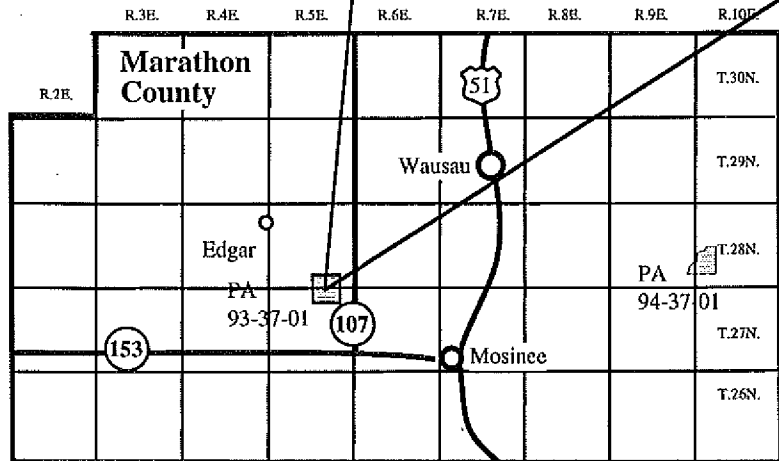 R.3E. R.4E. R.5E. R.6E. R.7E. R.8E. R.9E. R.10E.
Marathon
County
R.2E.
51
T.30N.
Wausau
T.29N.
Edgar
T.28N.
PA
93-37-01
PA
94-37-01
107
T.27N.
153
Mosinee
T.26N.